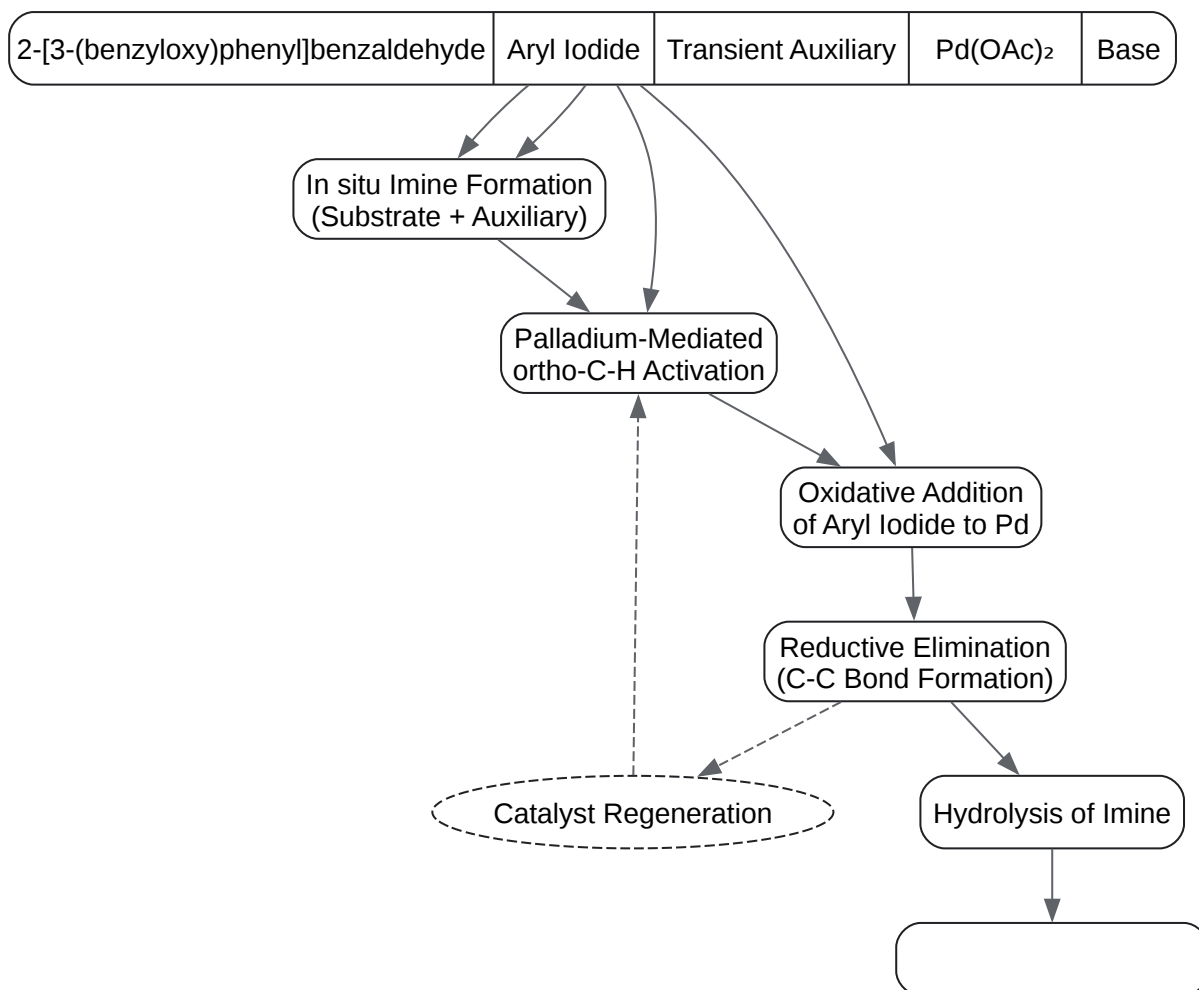 2-[3-(benzyloxy)phenyl]benzaldehyde
Aryl Iodide
Transient Auxiliary
Pd(OAc)₂
Base
In situ Imine Formation
(Substrate + Auxiliary)
Palladium-Mediated
ortho-C-H Activation
Oxidative Addition
of Aryl Iodide to Pd
Reductive Elimination
(C-C Bond Formation)
Catalyst Regeneration
Hydrolysis of Imine